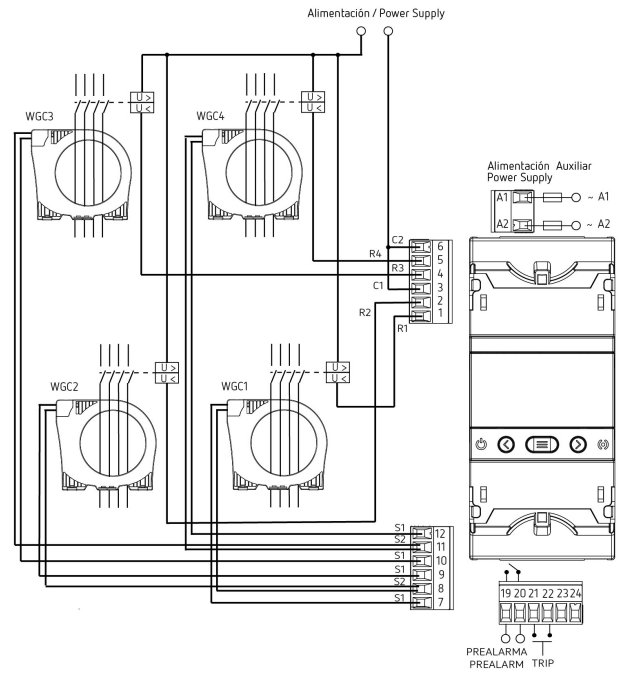 Alimentación / Power Supply
U >
U <
U >
U <
WGC3
WGC4
Alimentación Auxiliar
Power Supply
A1
~ A1
A2
~ A2
C2
6
R4
5
R3
4
C1
3
R2
2
1
R1
U >
U <
U >
U <
WGC2
WGC1
S1
12
S2
11
S1
10
S1
9
S2
8
S1
7
19 20 21 22 23 24
PREALARMA
PREALARM
TRIP